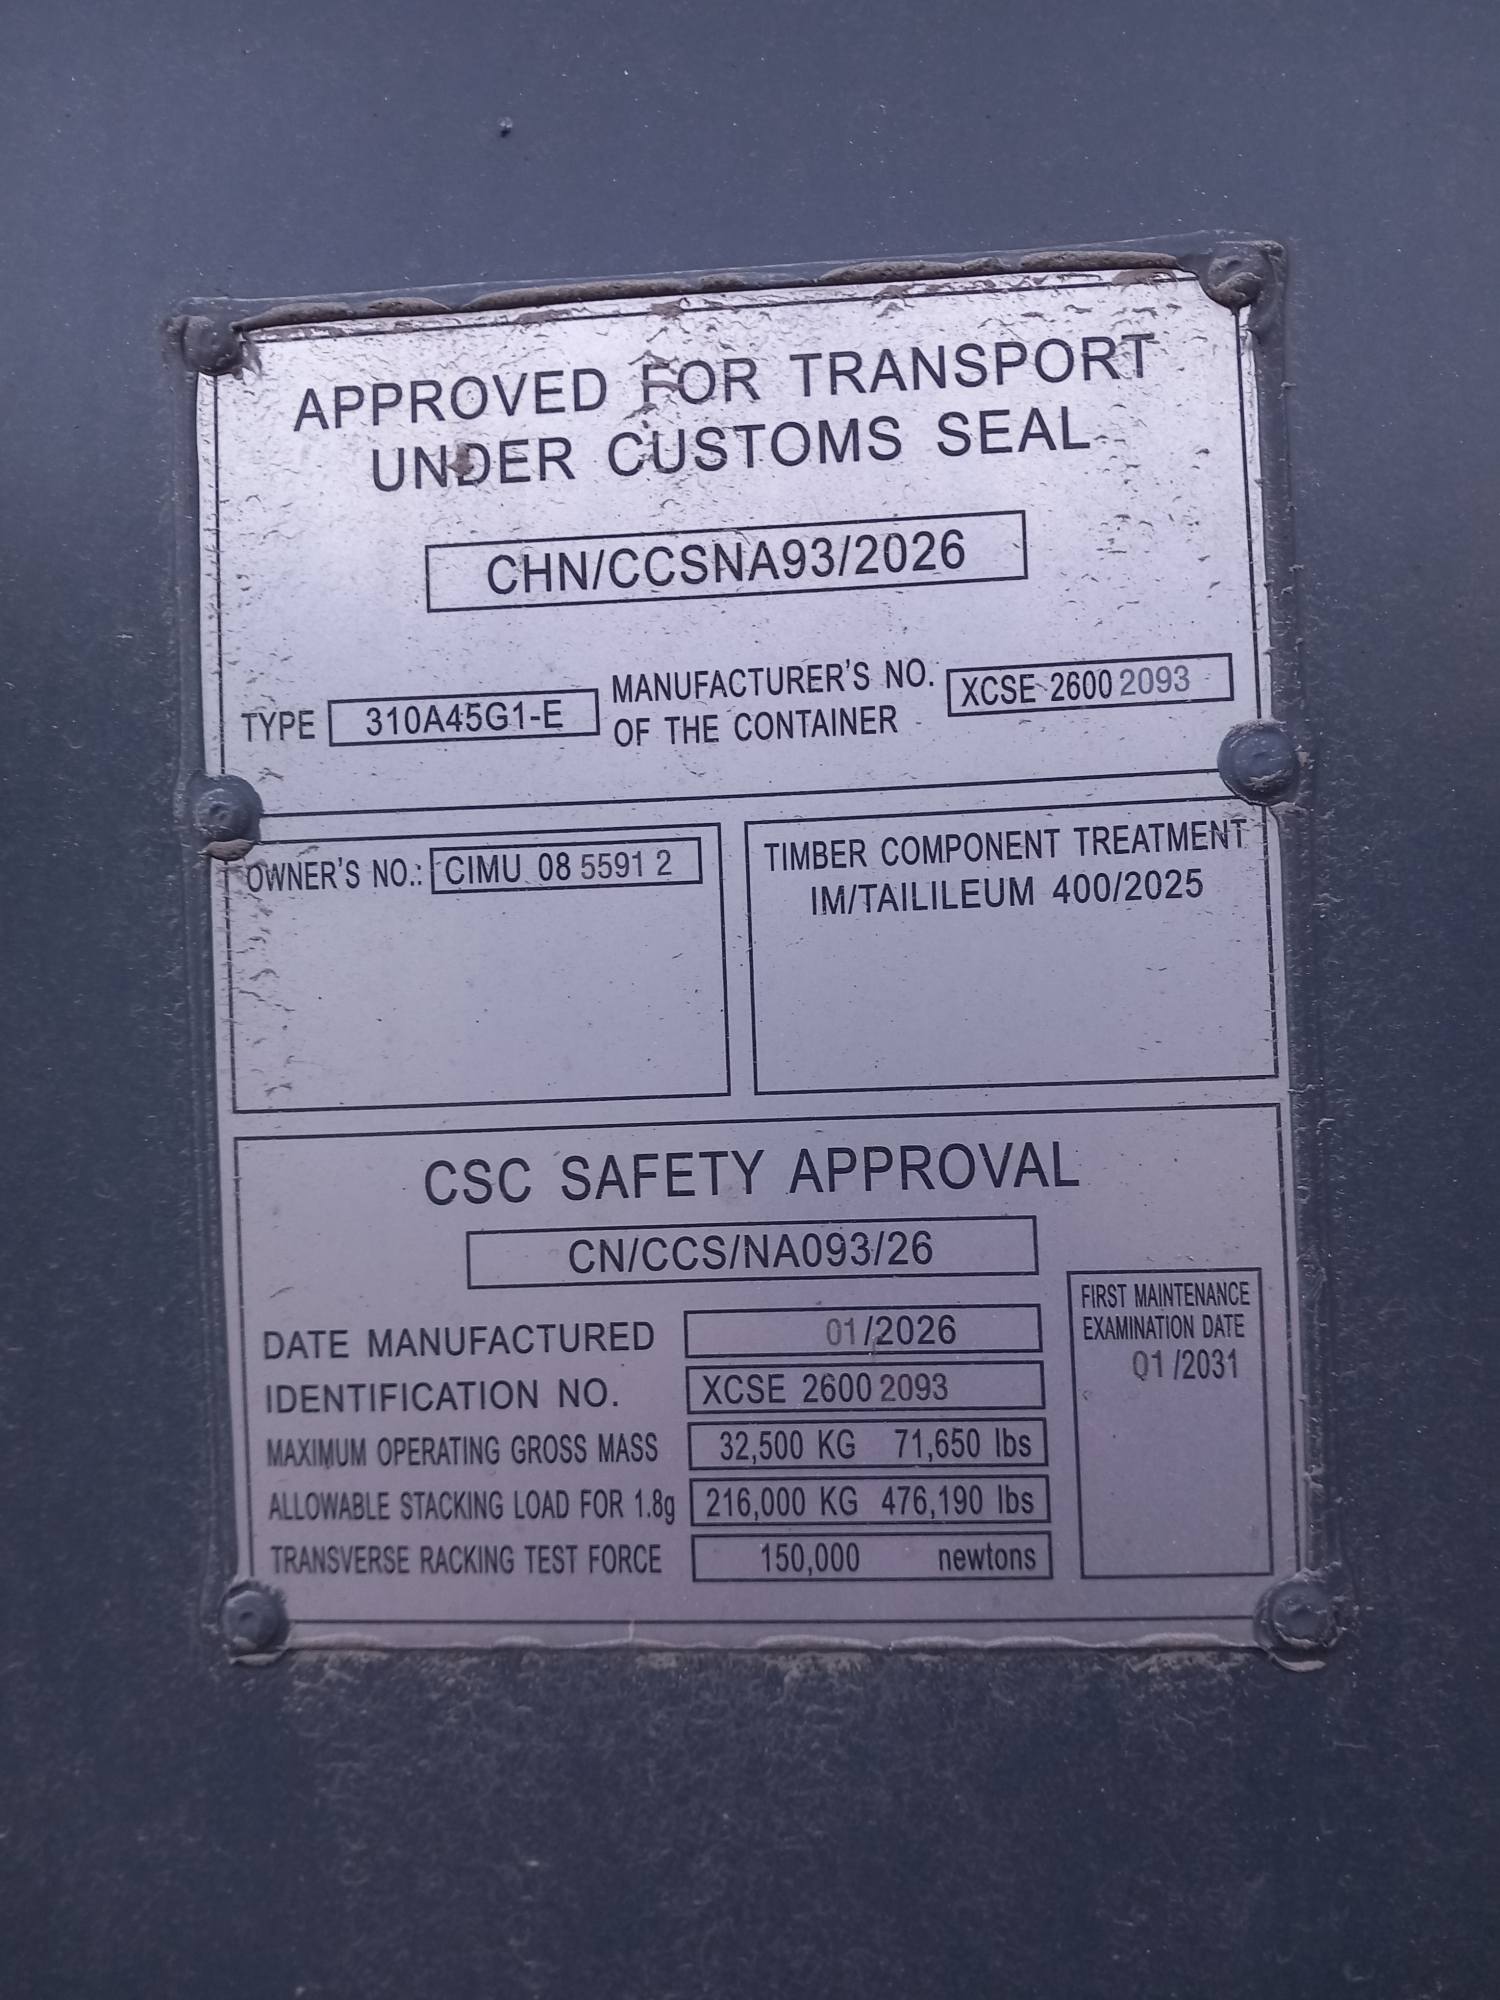 APPROVED FOR TRANSPORT
UNDER CUSTOMS SEAL
CHN/CCSNA93/2026
TYPE 310A45G1-E MANUFACTURER'S NO. OF THE CONTAINER XCSE 2600 2093
OWNER'S NO.: CIMU 08 5591 2
TIMBER COMPONENT TREATMENT
IM/TAILILEUM 400/2025
CSC SAFETY APPROVAL
CN/CCS/NA093/26
DATE MANUFACTURED 01/2026
IDENTIFICATION NO. XCSE 2600 2093
MAXIMUM OPERATING GROSS MASS 32,500 KG 71,650 lbs
ALLOWABLE STACKING LOAD FOR 1.8g 216,000 KG 476,190 lbs
TRANSVERSE RACKING TEST FORCE 150,000 newtons
FIRST MAINTENANCE
EXAMINATION DATE
01/2031